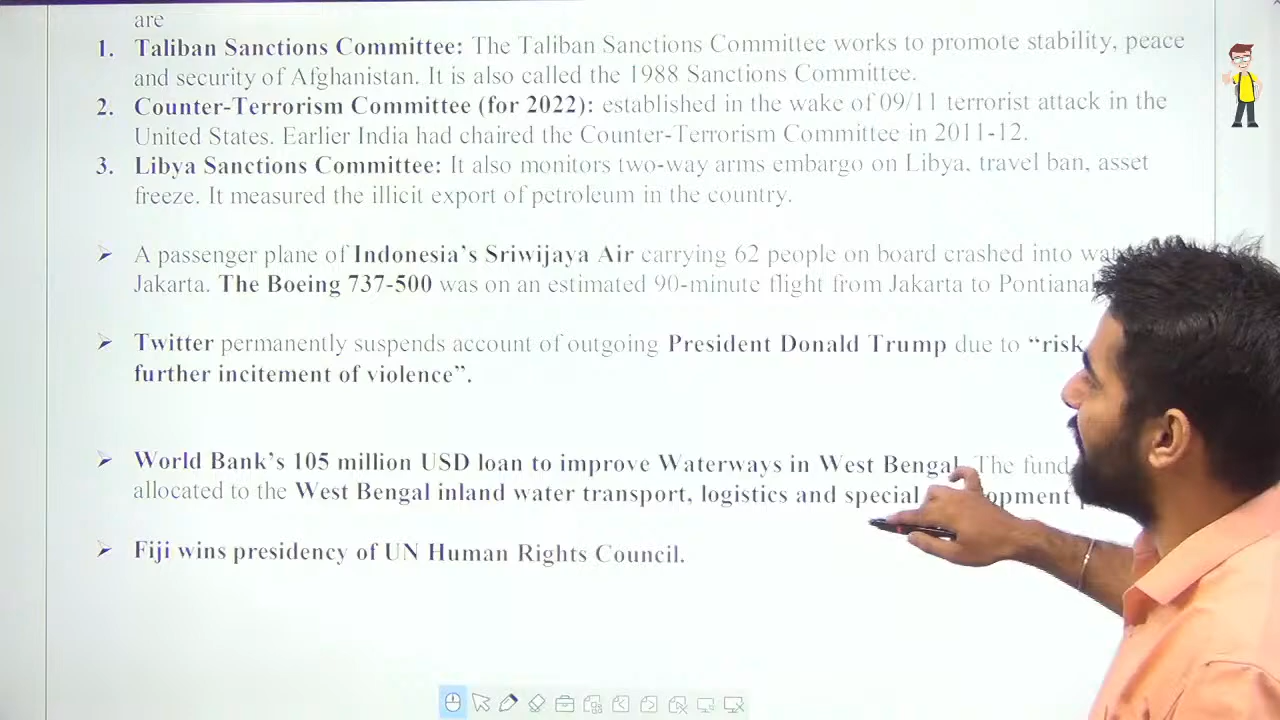 are
1. Taliban Sanctions Committee: The Taliban Sanctions Committee works to promote stability, peace
and security of Afghanistan. It is also called the 1988 Sanctions Committee.
2. Counter-Terrorism Committee (for 2022): established in the wake of 09/11 terrorist attack in the
United States. Earlier India had chaired the Counter-Terrorism Committee in 2011-12.
3. Libya Sanctions Committee: It also monitors two-way arms embargo on Libya, travel ban, asset
freeze. It measured the illicit export of petroleum in the country.
➢ A passenger plane of Indonesia's Sriwijaya Air carrying 62 people on board crashed into
Jakarta. The Boeing 737-500 was on an estimated 90-minute flight from Jakarta to
➢ Twitter permanently suspends account of outgoing President Donald Trump due to “risk
further incitement of violence”.
➢ World Bank's 105 million USD loan to improve Waterways in West Bengal. The
allocated to the West Bengal inland water transport, logistics and special
➢ Fiji wins presidency of UN Human Rights Council.